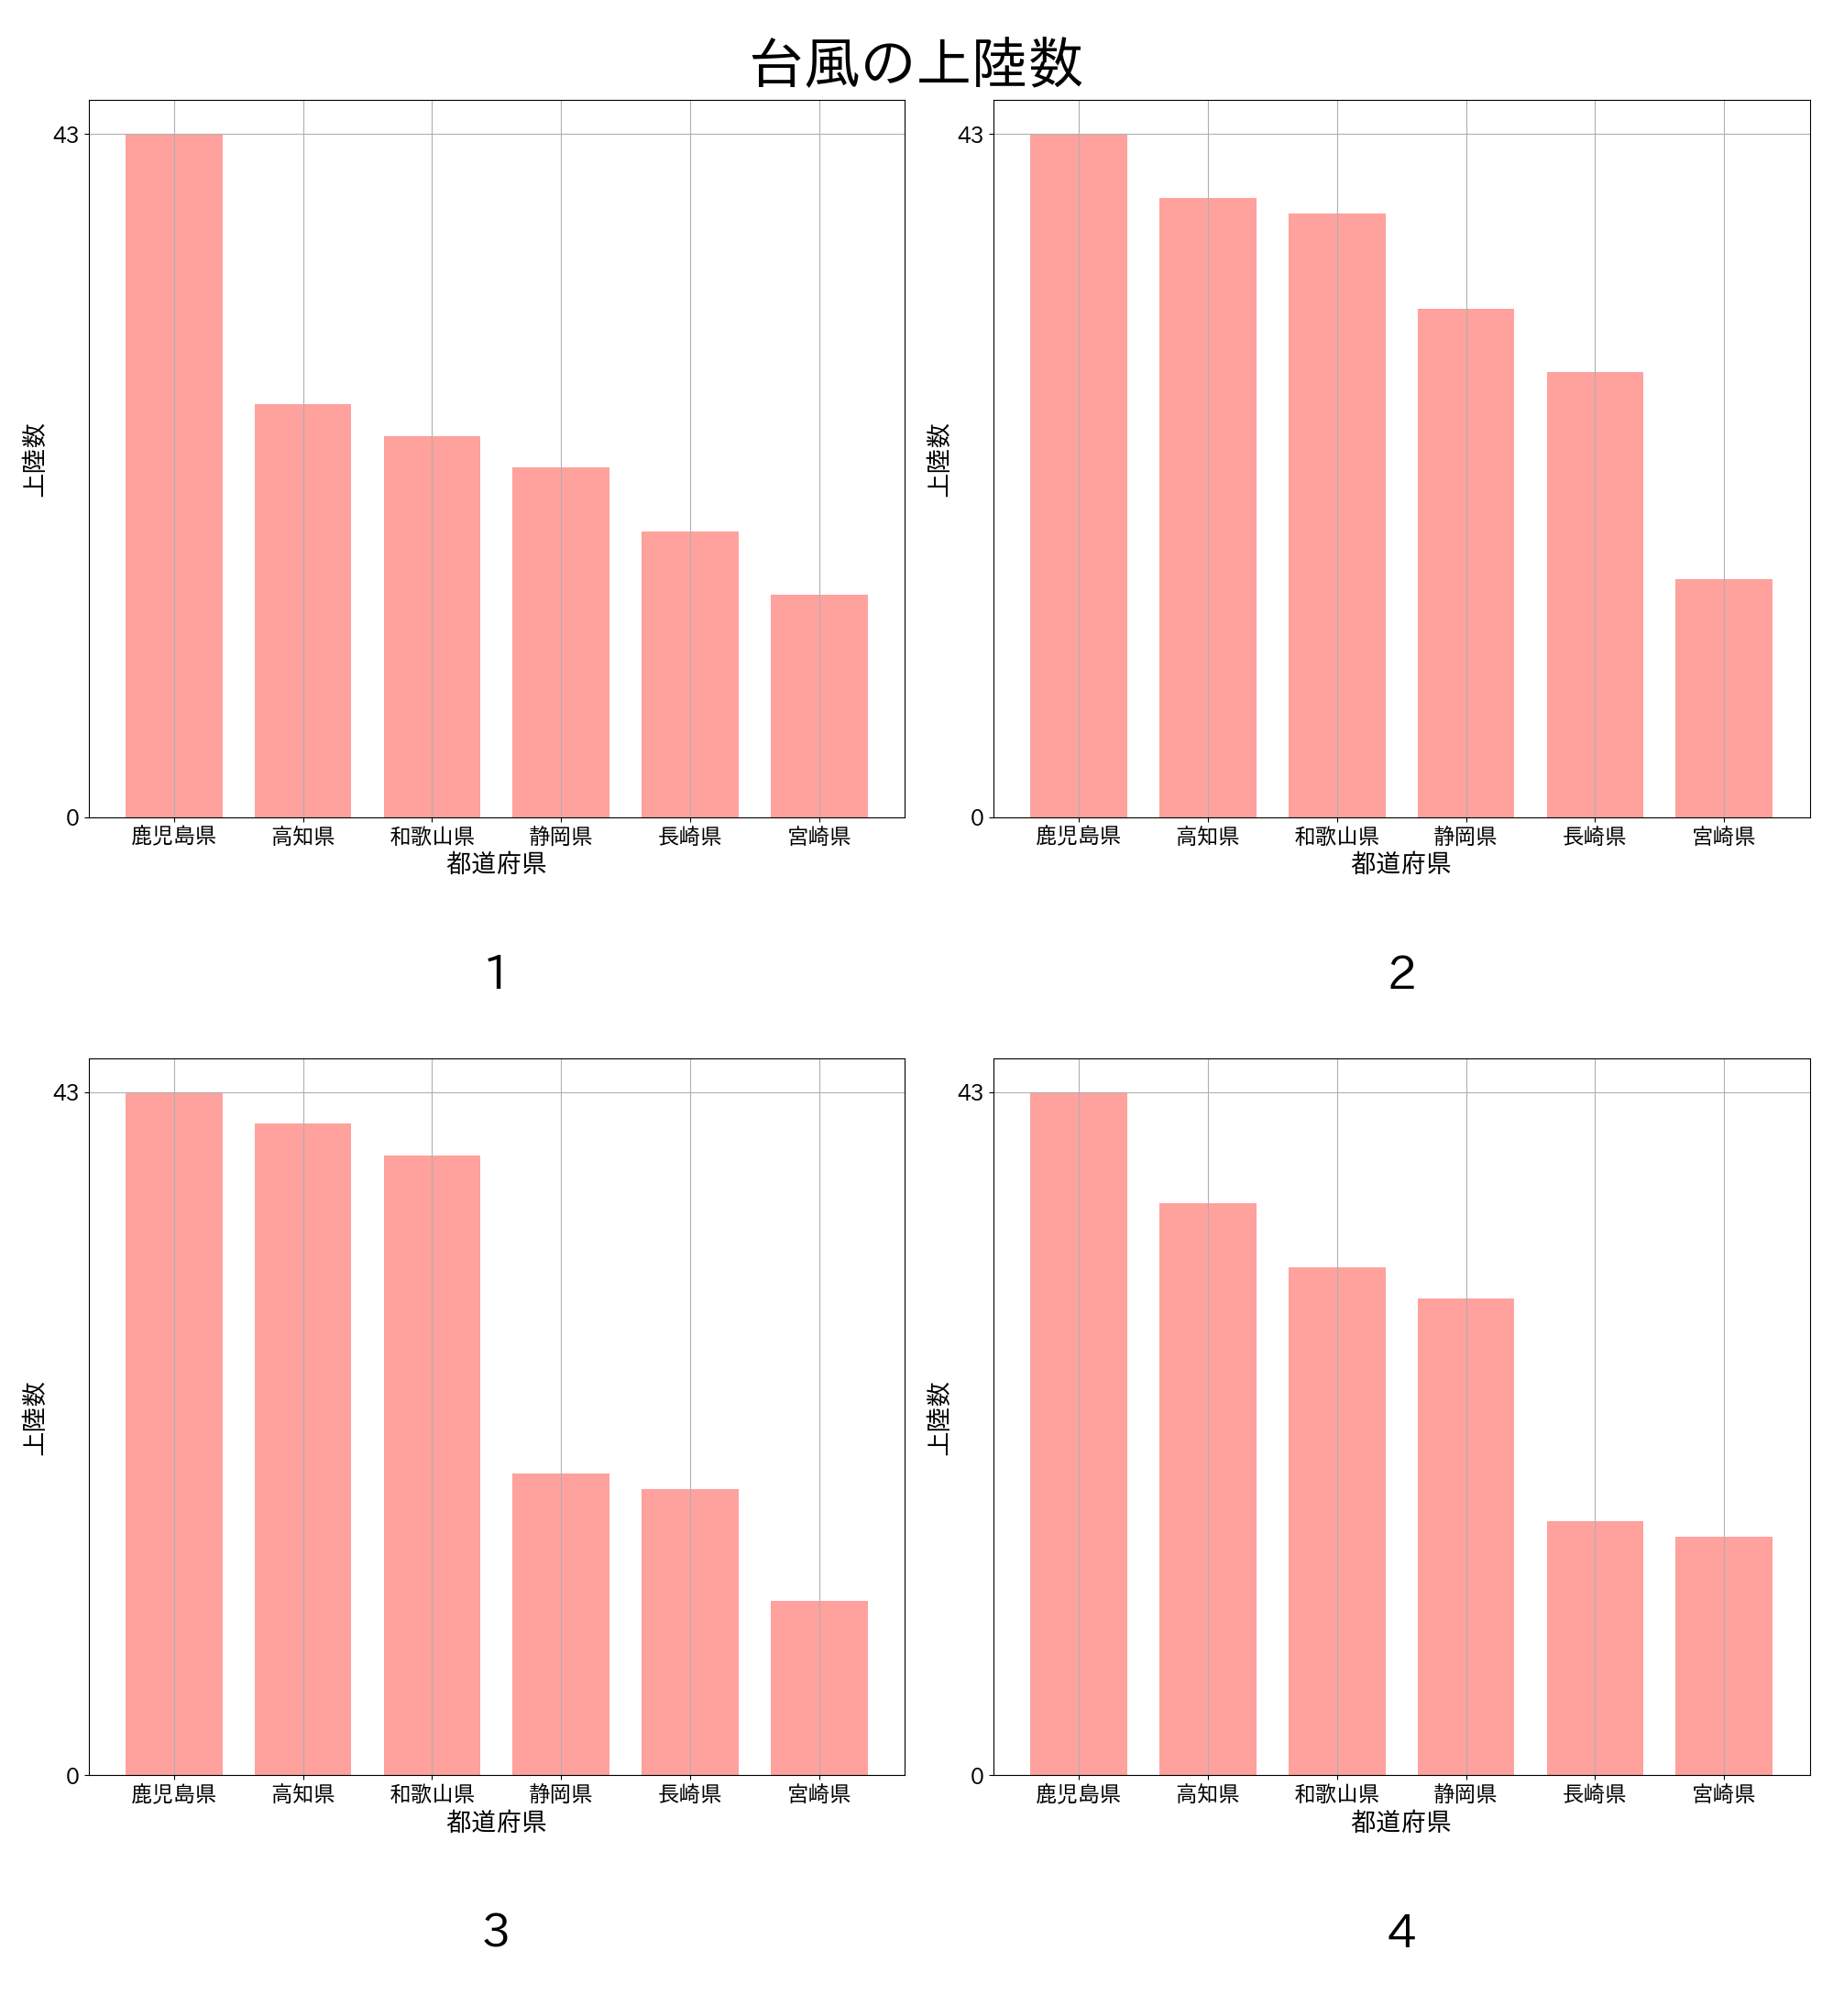 台風の上陸数
43
0
上陸数
鹿児島県 高知県 和歌山県 静岡県 長崎県 宮崎県
都道府県
1
43
0
上陸数
鹿児島県 高知県 和歌山県 静岡県 長崎県 宮崎県
都道府県
2
43
0
上陸数
鹿児島県 高知県 和歌山県 静岡県 長崎県 宮崎県
都道府県
3
43
0
上陸数
鹿児島県 高知県 和歌山県 静岡県 長崎県 宮崎県
都道府県
4